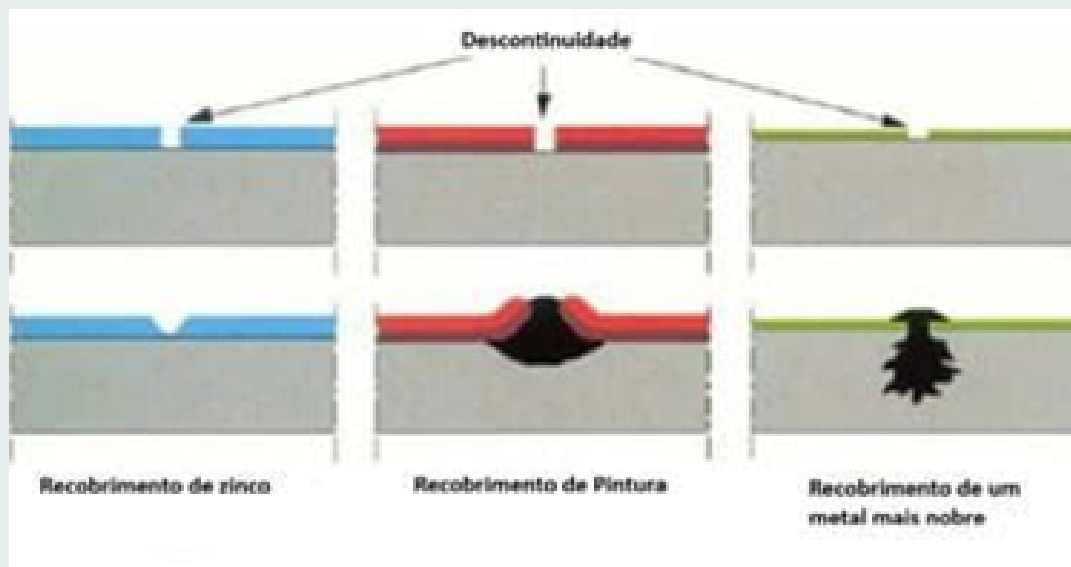 Descontinuidade
Recobrimento de zinco
Recobrimento de Pintura
Recobrimento de um
metal mais nobre